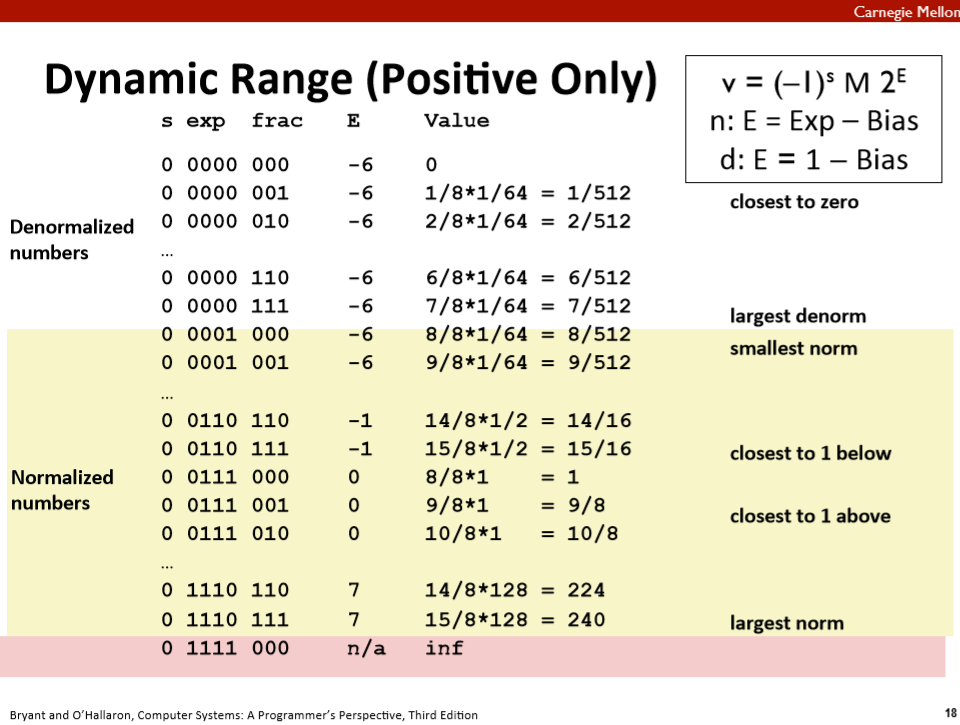 Carnegie Mellon
Dynamic Range (Positive Only)
v = (–1)ˢ M 2ᴱ
n: E = Exp – Bias
d: E = 1 – Bias
s exp frac E Value
0 0000 000 -6 0
0 0000 001 -6 1/8*1/64 = 1/512 closest to zero
0 0000 010 -6 2/8*1/64 = 2/512
Denormalized
numbers
…
0 0000 110 -6 6/8*1/64 = 6/512
0 0000 111 -6 7/8*1/64 = 7/512 largest denorm
0 0001 000 -6 8/8*1/64 = 8/512 smallest norm
0 0001 001 -6 9/8*1/64 = 9/512
…
0 0110 110 -1 14/8*1/2 = 14/16
0 0110 111 -1 15/8*1/2 = 15/16 closest to 1 below
Normalized
numbers
0 0111 000 0 8/8*1 = 1
0 0111 001 0 9/8*1 = 9/8 closest to 1 above
0 0111 010 0 10/8*1 = 10/8
…
0 1110 110 7 14/8*128 = 224
0 1110 111 7 15/8*128 = 240 largest norm
0 1111 000 n/a inf
Bryant and O'Hallaron, Computer Systems: A Programmer's Perspective, Third Edition 18